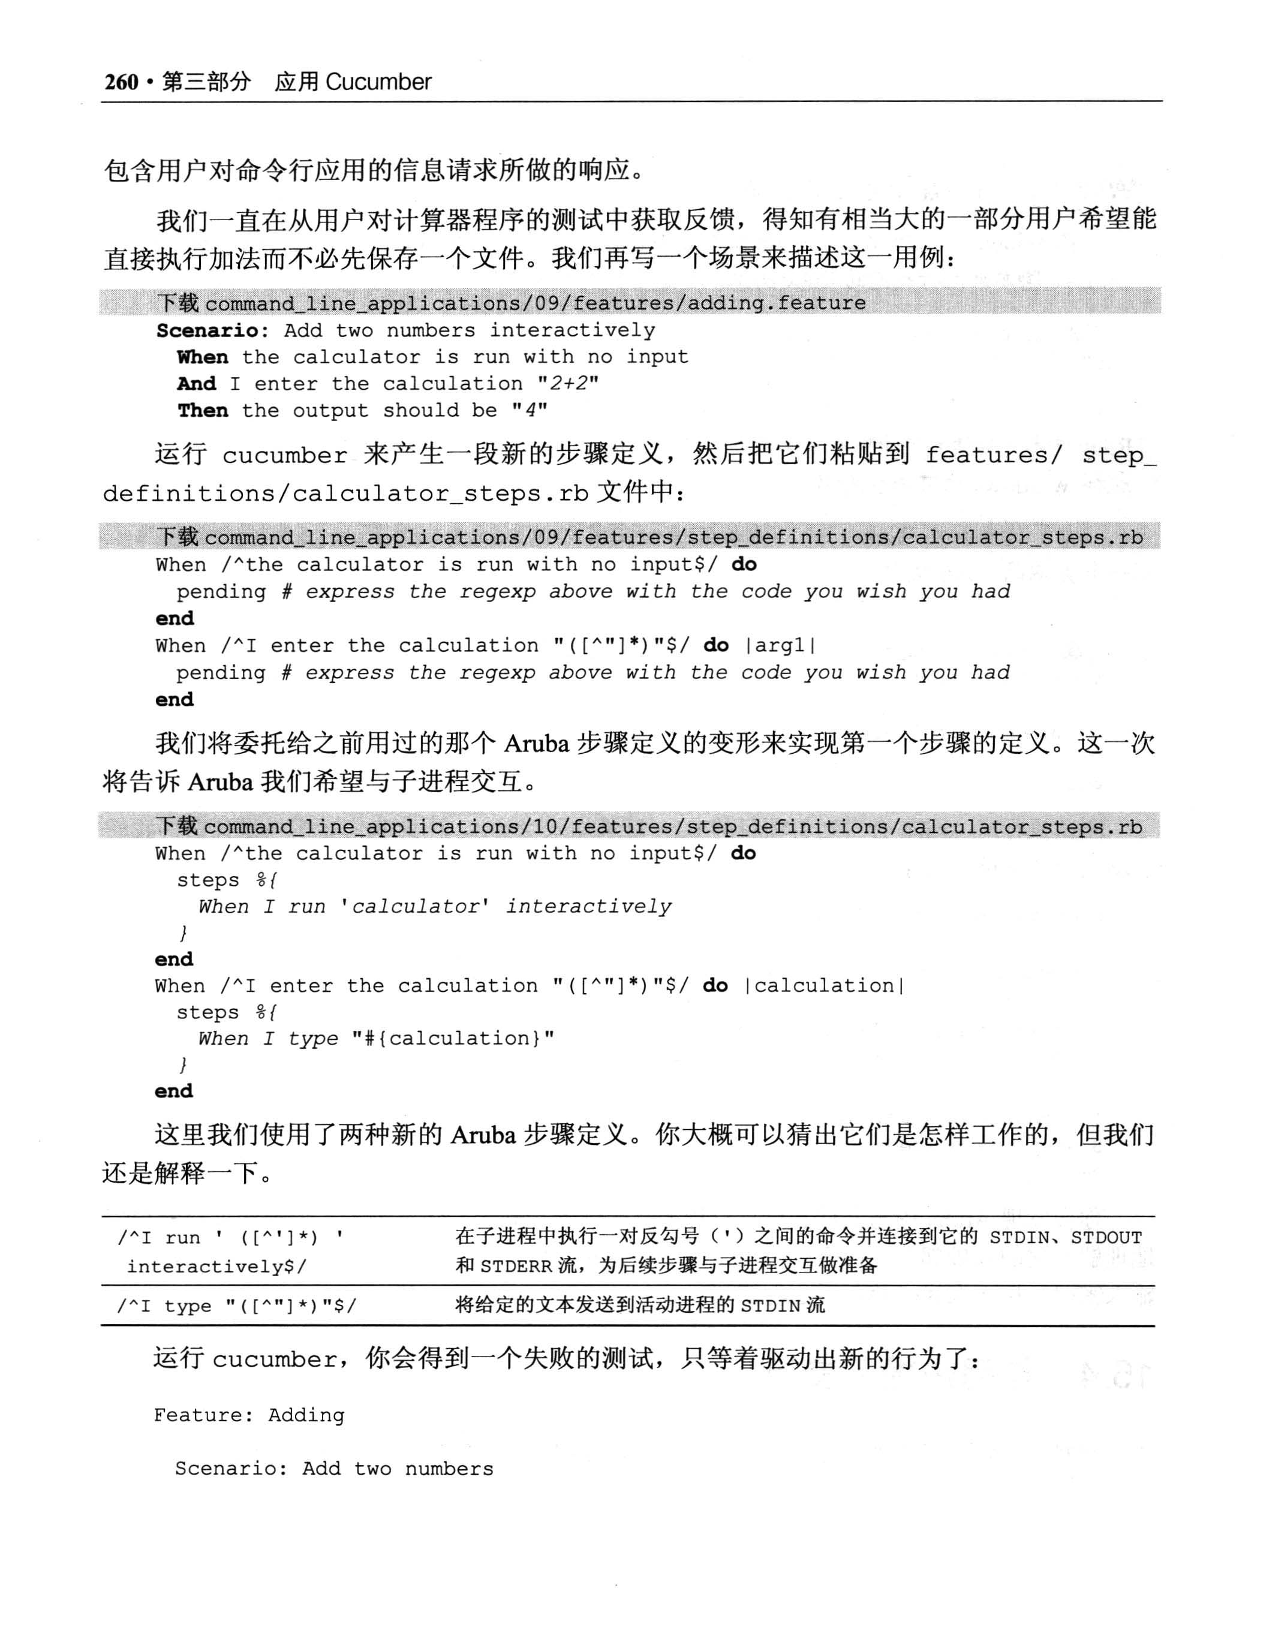 260·第三部分 应用 Cucumber
包含用户对命令行应用的信息请求所做的响应。
我们一直在从用户对计算器程序的测试中获取反馈，得知有相当大的一部分用户希望能
直接执行加法而不必先保存一个文件。我们再写一个场景来描述这一用例：
下载 command_line_applications/09/features/adding.feature
Scenario: Add two numbers interactively
  When the calculator is run with no input
  And I enter the calculation "2+2"
  Then the output should be "4"
运行 cucumber 来产生一段新的步骤定义，然后把它们粘贴到 features/ step_
definitions/calculator_steps.rb 文件中：
下载 command_line_applications/09/features/step_definitions/calculator_steps.rb
When /^the calculator is run with no input$/ do
  pending # express the regexp above with the code you wish you had
end
When /^I enter the calculation "([^"]*)"$/ do |arg1|
  pending # express the regexp above with the code you wish you had
end
我们将委托给之前用过的那个 Aruba 步骤定义的变形来实现第一个步骤的定义。这一次
将告诉 Aruba 我们希望与子进程交互。
下载 command_line_applications/10/features/step_definitions/calculator_steps.rb
When /^the calculator is run with no input$/ do
  steps %{
    When I run 'calculator' interactively
  }
end
When /^I enter the calculation "([^"]*)"$/ do |calculation|
  steps %{
    When I type "#{calculation}"
  }
end
这里我们使用了两种新的 Aruba 步骤定义。你大概可以猜出它们是怎样工作的，但我们
还是解释一下。
/^I run ' ([^']*) ' 在子进程中执行一对反勾号（'）之间的命令并连接到它的 STDIN、STDOUT
interactively$/ 和 STDERR 流，为后续步骤与子进程交互做准备
/^I type "([^"]*)"$/ 将给定的文本发送到活动进程的 STDIN 流
运行 cucumber，你会得到一个失败的测试，只等着驱动出新的行为了：
Feature: Adding
  Scenario: Add two numbers